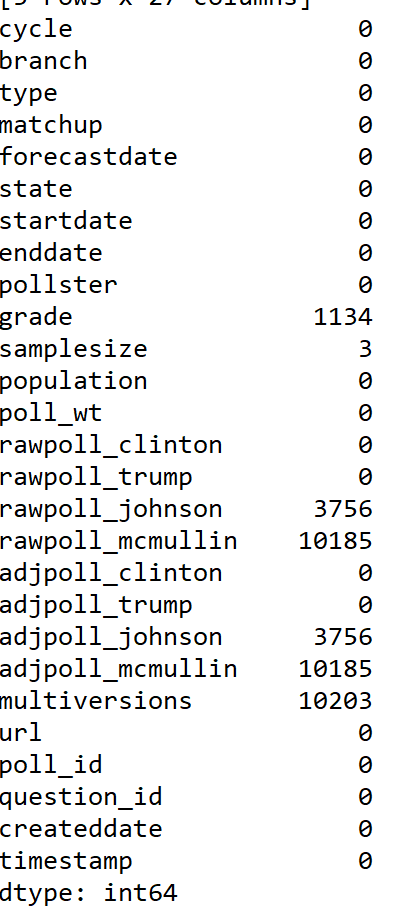 [5 rows x 27 columns]
cycle 0
branch 0
type 0
matchup 0
forecastdate 0
state 0
startdate 0
enddate 0
pollster 0
grade 1134
samplesize 3
population 0
poll_wt 0
rawpoll_clinton 0
rawpoll_trump 0
rawpoll_johnson 3756
rawpoll_mcmullin 10185
adjpoll_clinton 0
adjpoll_trump 0
adjpoll_johnson 3756
adjpoll_mcmullin 10185
multiversions 10203
url 0
poll_id 0
question_id 0
createddate 0
timestamp 0
dtype: int64